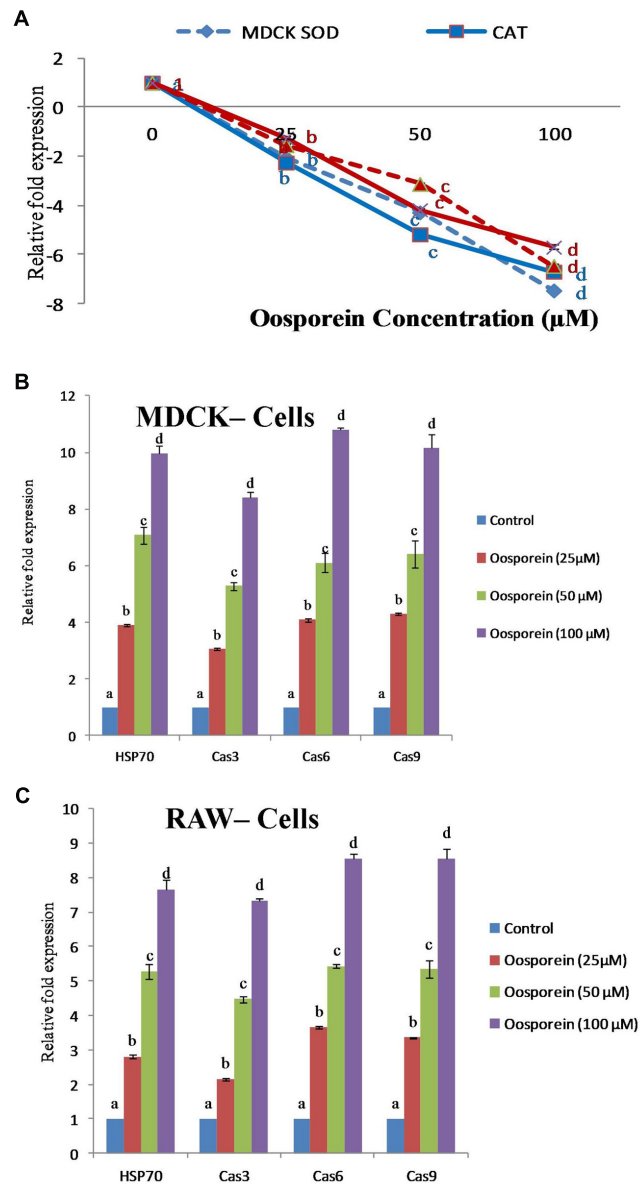 A
MDCK SOD
CAT
Relative fold expression
2
0
-2
-4
-6
-8
0
25
50
100
a
1
b
b
b
c
c
c
c
d
d
d
d
Oosporein Concentration (µM)
B
MDCK– Cells
Relative fold expression
12
10
8
6
4
2
0
a
b
c
d
a
b
c
d
a
b
c
d
a
b
c
d
HSP70
Cas3
Cas6
Cas9
Control
Oosporein (25µM)
Oosporein (50 µM)
Oosporein (100 µM)
C
RAW– Cells
Relative fold expression
10
9
8
7
6
5
4
3
2
1
0
a
b
c
d
a
b
c
d
a
b
c
d
a
b
c
d
HSP70
Cas3
Cas6
Cas9
Control
Oosporein (25µM)
Oosporein (50 µM)
Oosporein (100 µM)